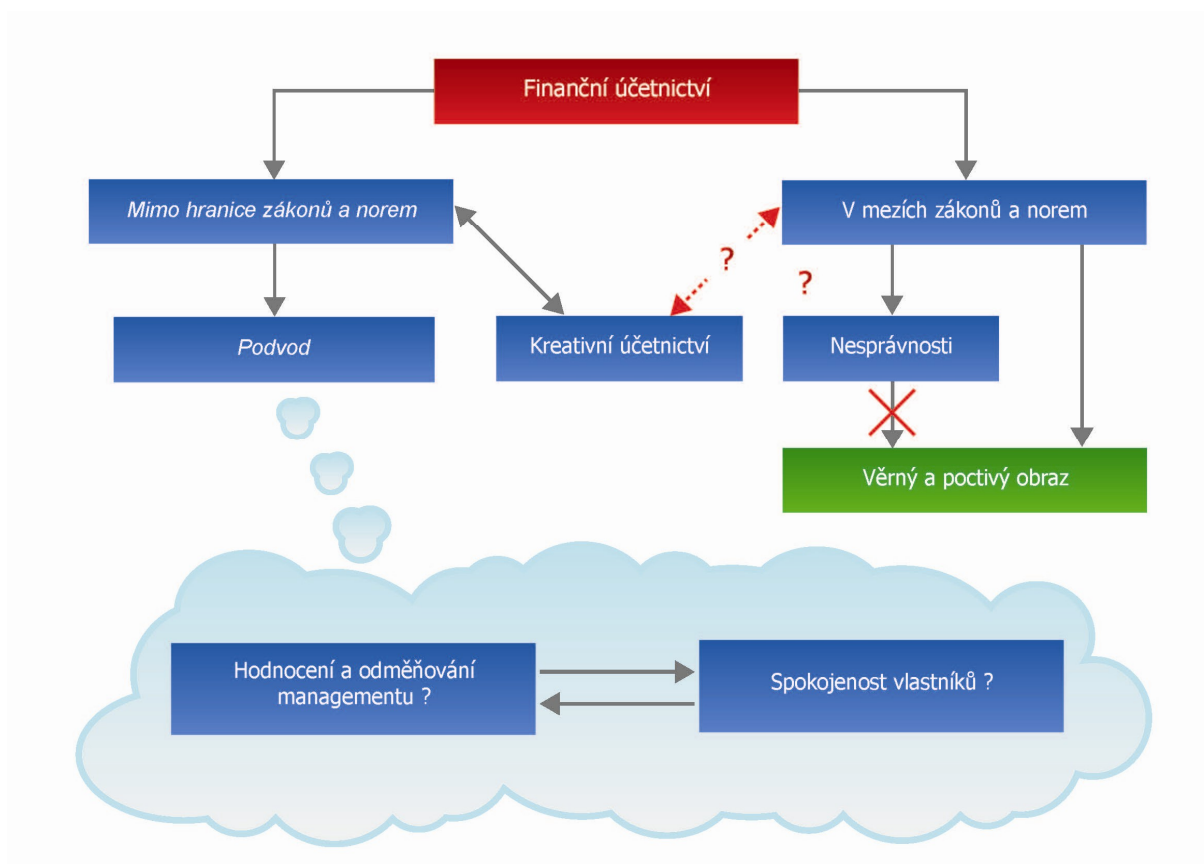 Finanční účetnictví
Mimo hranice zákonů a norem
V mezích zákonů a norem
?
?
Podvod
Kreativní účetnictví
Nesprávnosti
Věrný a poctivý obraz
Hodnocení a odměňování
managementu ?
Spokojenost vlastníků ?